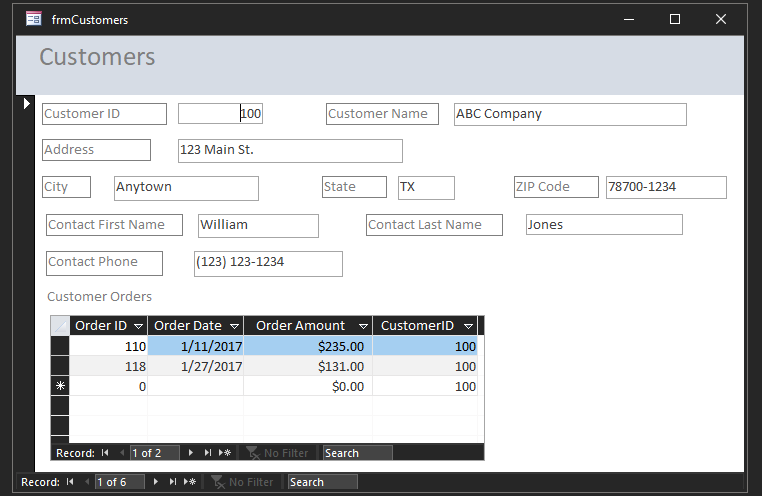 frmCustomers
Customers
Customer ID 100 Customer Name ABC Company
Address 123 Main St.
City Anytown State TX ZIP Code 78700-1234
Contact First Name William Contact Last Name Jones
Contact Phone (123) 123-1234
Customer Orders
Order ID Order Date Order Amount CustomerID
110 1/11/2017 $235.00 100
118 1/27/2017 $131.00 100
0 $0.00 100
Record: 1 of 2 No Filter Search
Record: 1 of 6 No Filter Search